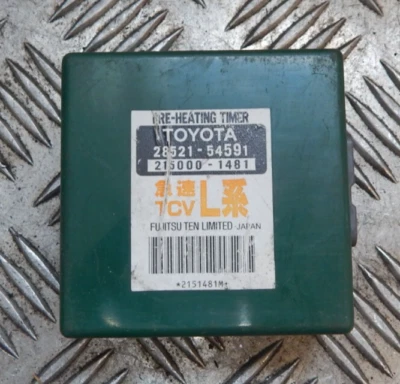 PRE-HEATING TIMER
TOYOTA
28521-54591
215000-1481
急速
TCV L系
FUJITSU TEN LIMITED JAPAN
*2151481M*